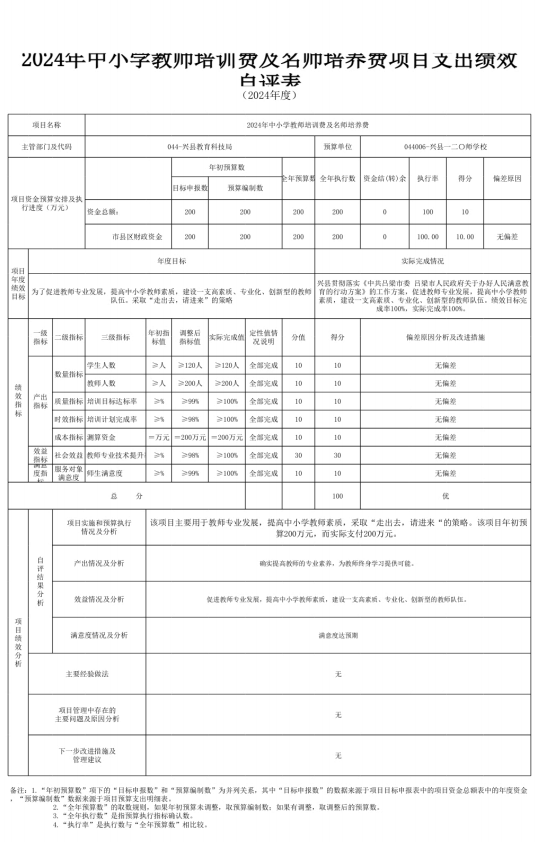 2024年中小学教师培训费及名师培养费项目支出绩效
自评表
（2024年度）
项目名称 2024年中小学教师培训费及名师培养费
主管部门及代码 044-兴县教育科技局 预算单位 044006-兴县一二〇师学校
项目资金预算安排及执
行进度（万元）
年初预算数 全年预算数 全年执行数 资金结(转)余 执行率 得分 偏差原因
目标申报数 预算编制数
资金总额: 200 200 200 200 0 100 10
市县区财政资金 200 200 200 200 0 100.00 10.00 无偏差
项目
年度
绩效
目标
年度目标 实际完成情况
为了促进教师专业发展，提高中小学教师素质，建设一支高素质、专业化、创新型的教师
队伍。采取“走出去，请进来”的策略
兴县贯彻落实《中共吕梁市委 吕梁市人民政府关于办好人民满意教
育的行动方案》的工作方案，促进教师专业发展，提高中小学教师
素质，建设一支高素质、专业化、创新型的教师队伍。绩效目标完
成率100%，实际完成率100%。
绩
效
指
标
一级
指标
二级指标 三级指标
年初指
标值
调整后
指标值
实际完成值
定性值情
况说明
分值 得分 偏差原因分析及改进措施
产出
指标
数量指标 学生人数 ≥人 ≥120人 ≥120人 全部完成 10 10 无偏差
教师人数 ≥人 ≥200人 ≥200人 全部完成 10 10 无偏差
质量指标 培训目标达标率 ≥% ≥99% ≥100% 全部完成 10 10 无偏差
时效指标 培训计划完成率 ≥% ≥98% ≥100% 全部完成 10 10 无偏差
成本指标 测算资金 ＝万元 ＝200万元 ＝200万元 全部完成 10 10 无偏差
效益
指标
社会效益 教师专业技术提升 ≥% ≥98% ≥100% 全部完成 30 30 无偏差
满意
度指
标
服务对象
满意度
师生满意度 ≥% ≥99% ≥100% 全部完成 10 10 无偏差
总 分 100 优
项
目
绩
效
分
析
自
评
结
果
分
析
项目实施和预算执行
情况及分析
该项目主要用于教师专业发展，提高中小学教师素质，采取“走出去，请进来“的策略。该项目年初预
算200万元，而实际支付200万元。
产出情况及分析 确实提高教师的专业素养，为教师终身学习提供可能。
效益情况及分析 促进教师专业发展，提高中小学教师素质，建设一支高素质、专业化、创新型的教师队伍。
满意度情况及分析 满意度达预期
主要经验做法 无
项目管理中存在的
主要问题及原因分析
无
下一步改进措施及
管理建议
无
备注：1.“年初预算数”项下的“目标申报数”和“预算编制数”为并列关系，其中“目标申报数”的数据来源于项目目标申报表中的项目资金总额表中的年度资金
，“预算编制数”数据来源于项目预算支出明细表。
2.“全年预算数”的取数规则，如果年初预算未调整，取预算编制数；如果有调整，取调整后的预算数。
3.“全年执行数”是指预算执行指标确认数。
4.“执行率”是执行数与“全年预算数”相比较。